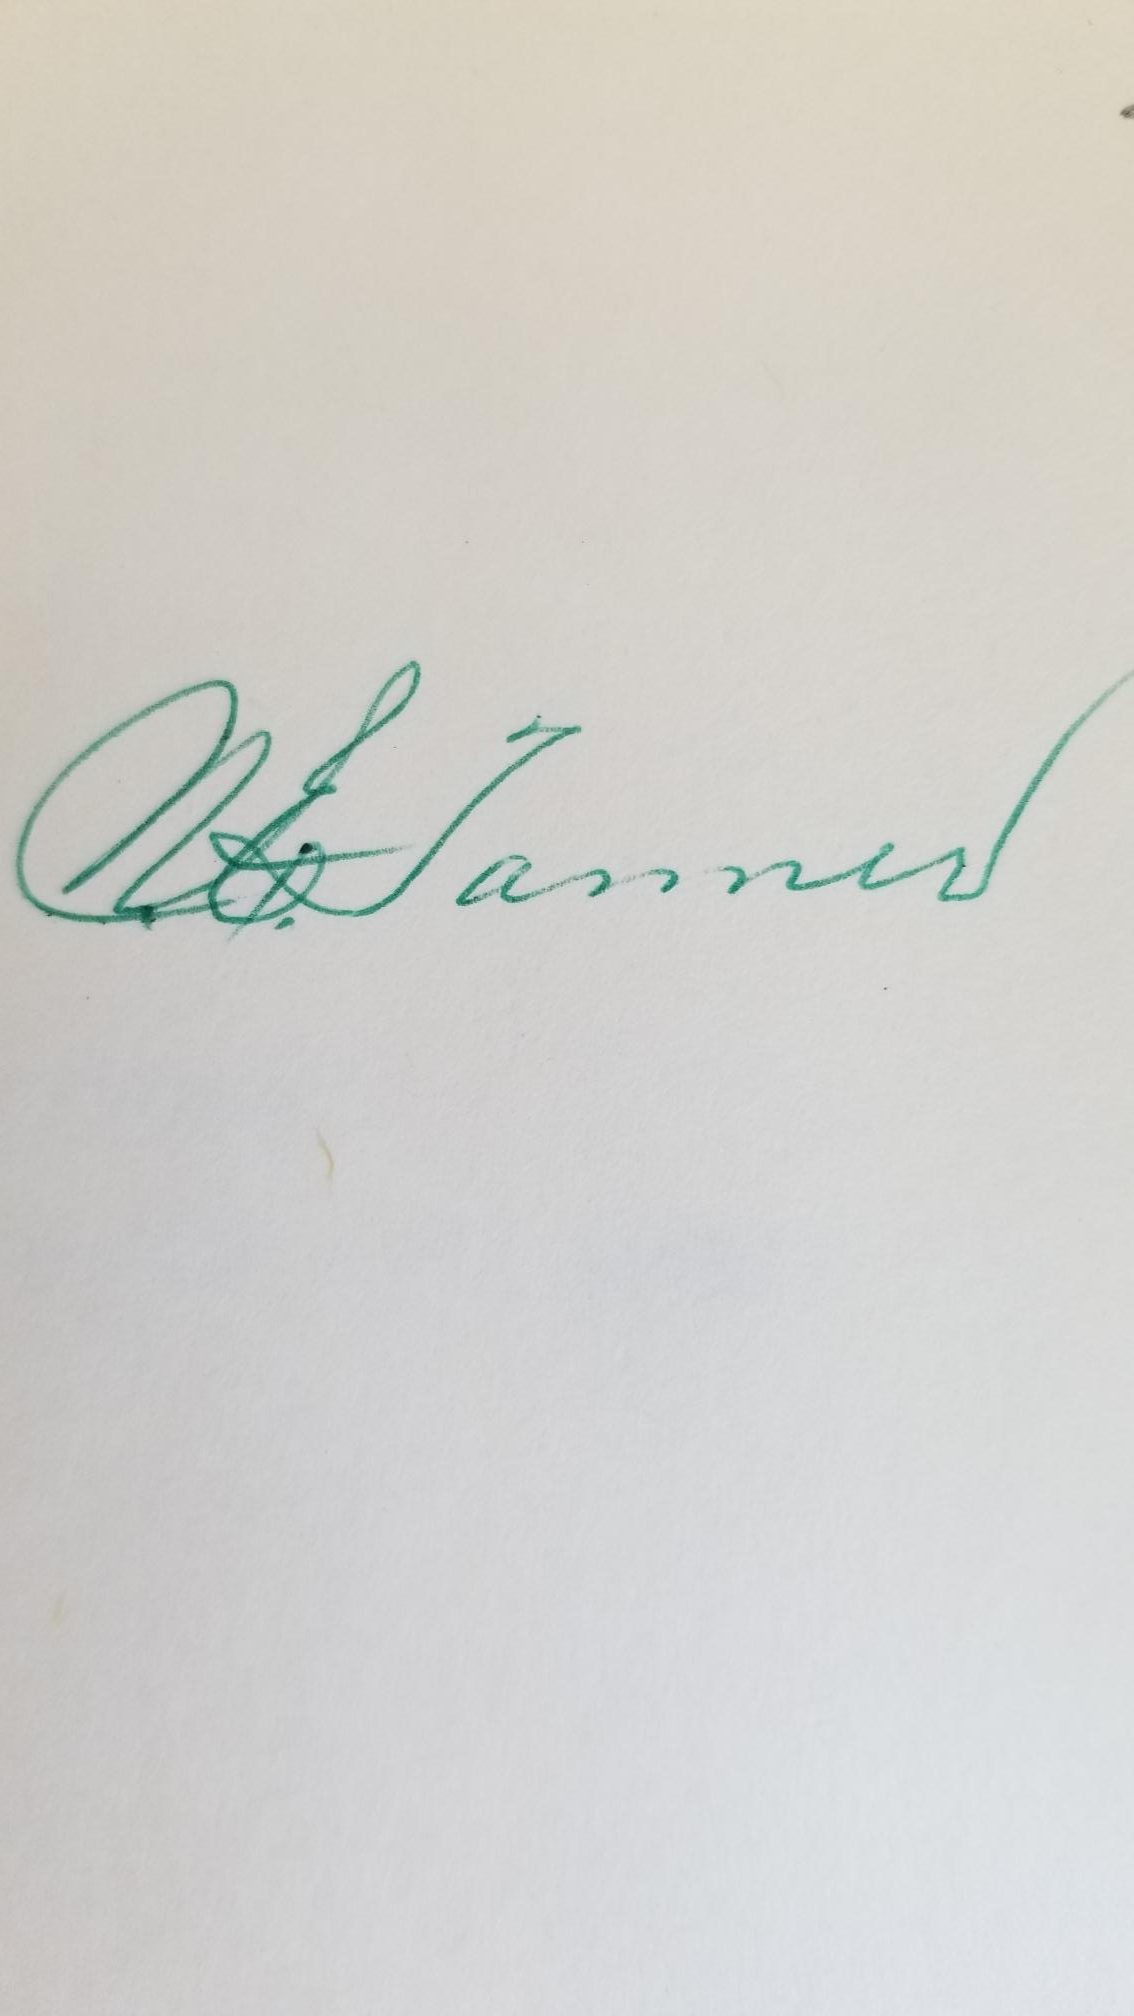 N. E. Tanner